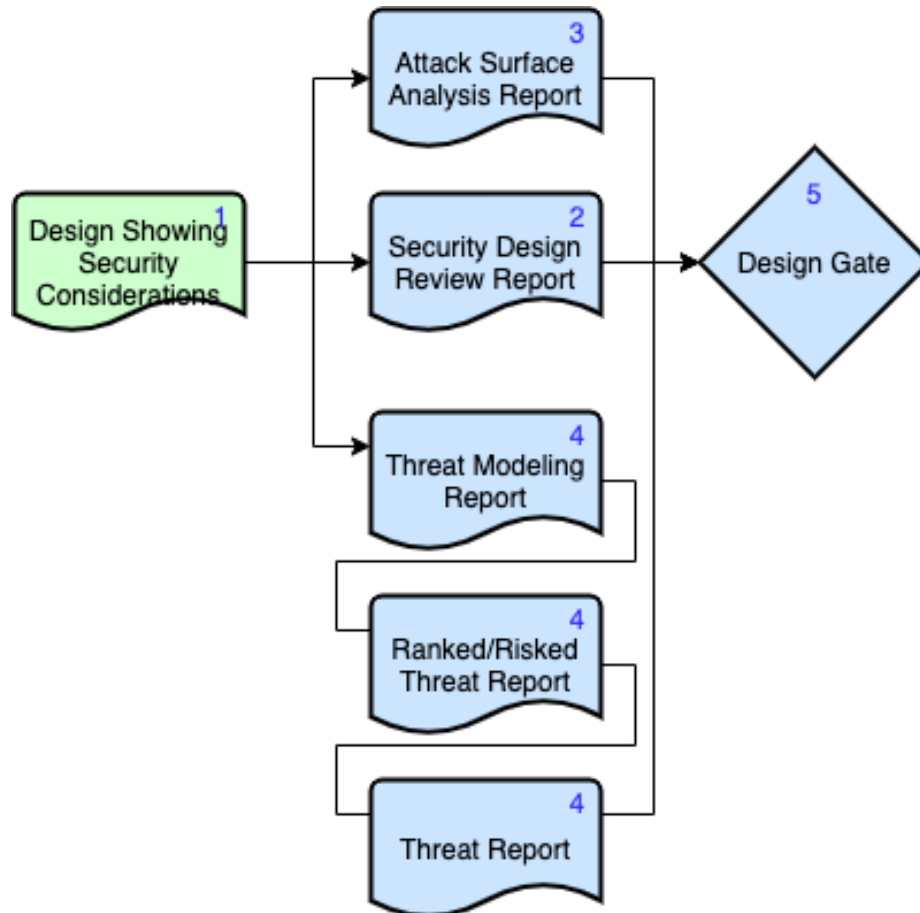 3
Attack Surface
Analysis Report
1
Design Showing
Security
Considerations
2
Security Design
Review Report
5
Design Gate
4
Threat Modeling
Report
4
Ranked/Risked
Threat Report
4
Threat Report